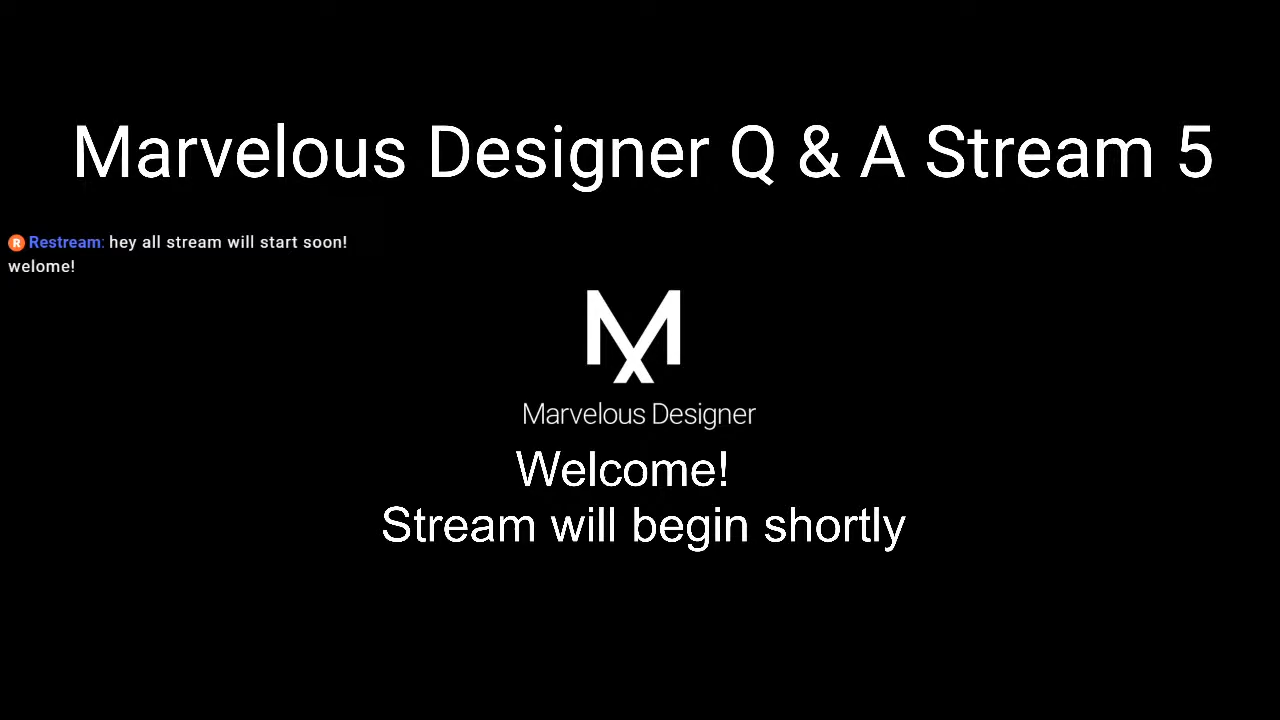 Marvelous Designer Q & A Stream 5
Restream: hey all stream will start soon!
welome!
Marvelous Designer
Welcome!
Stream will begin shortly